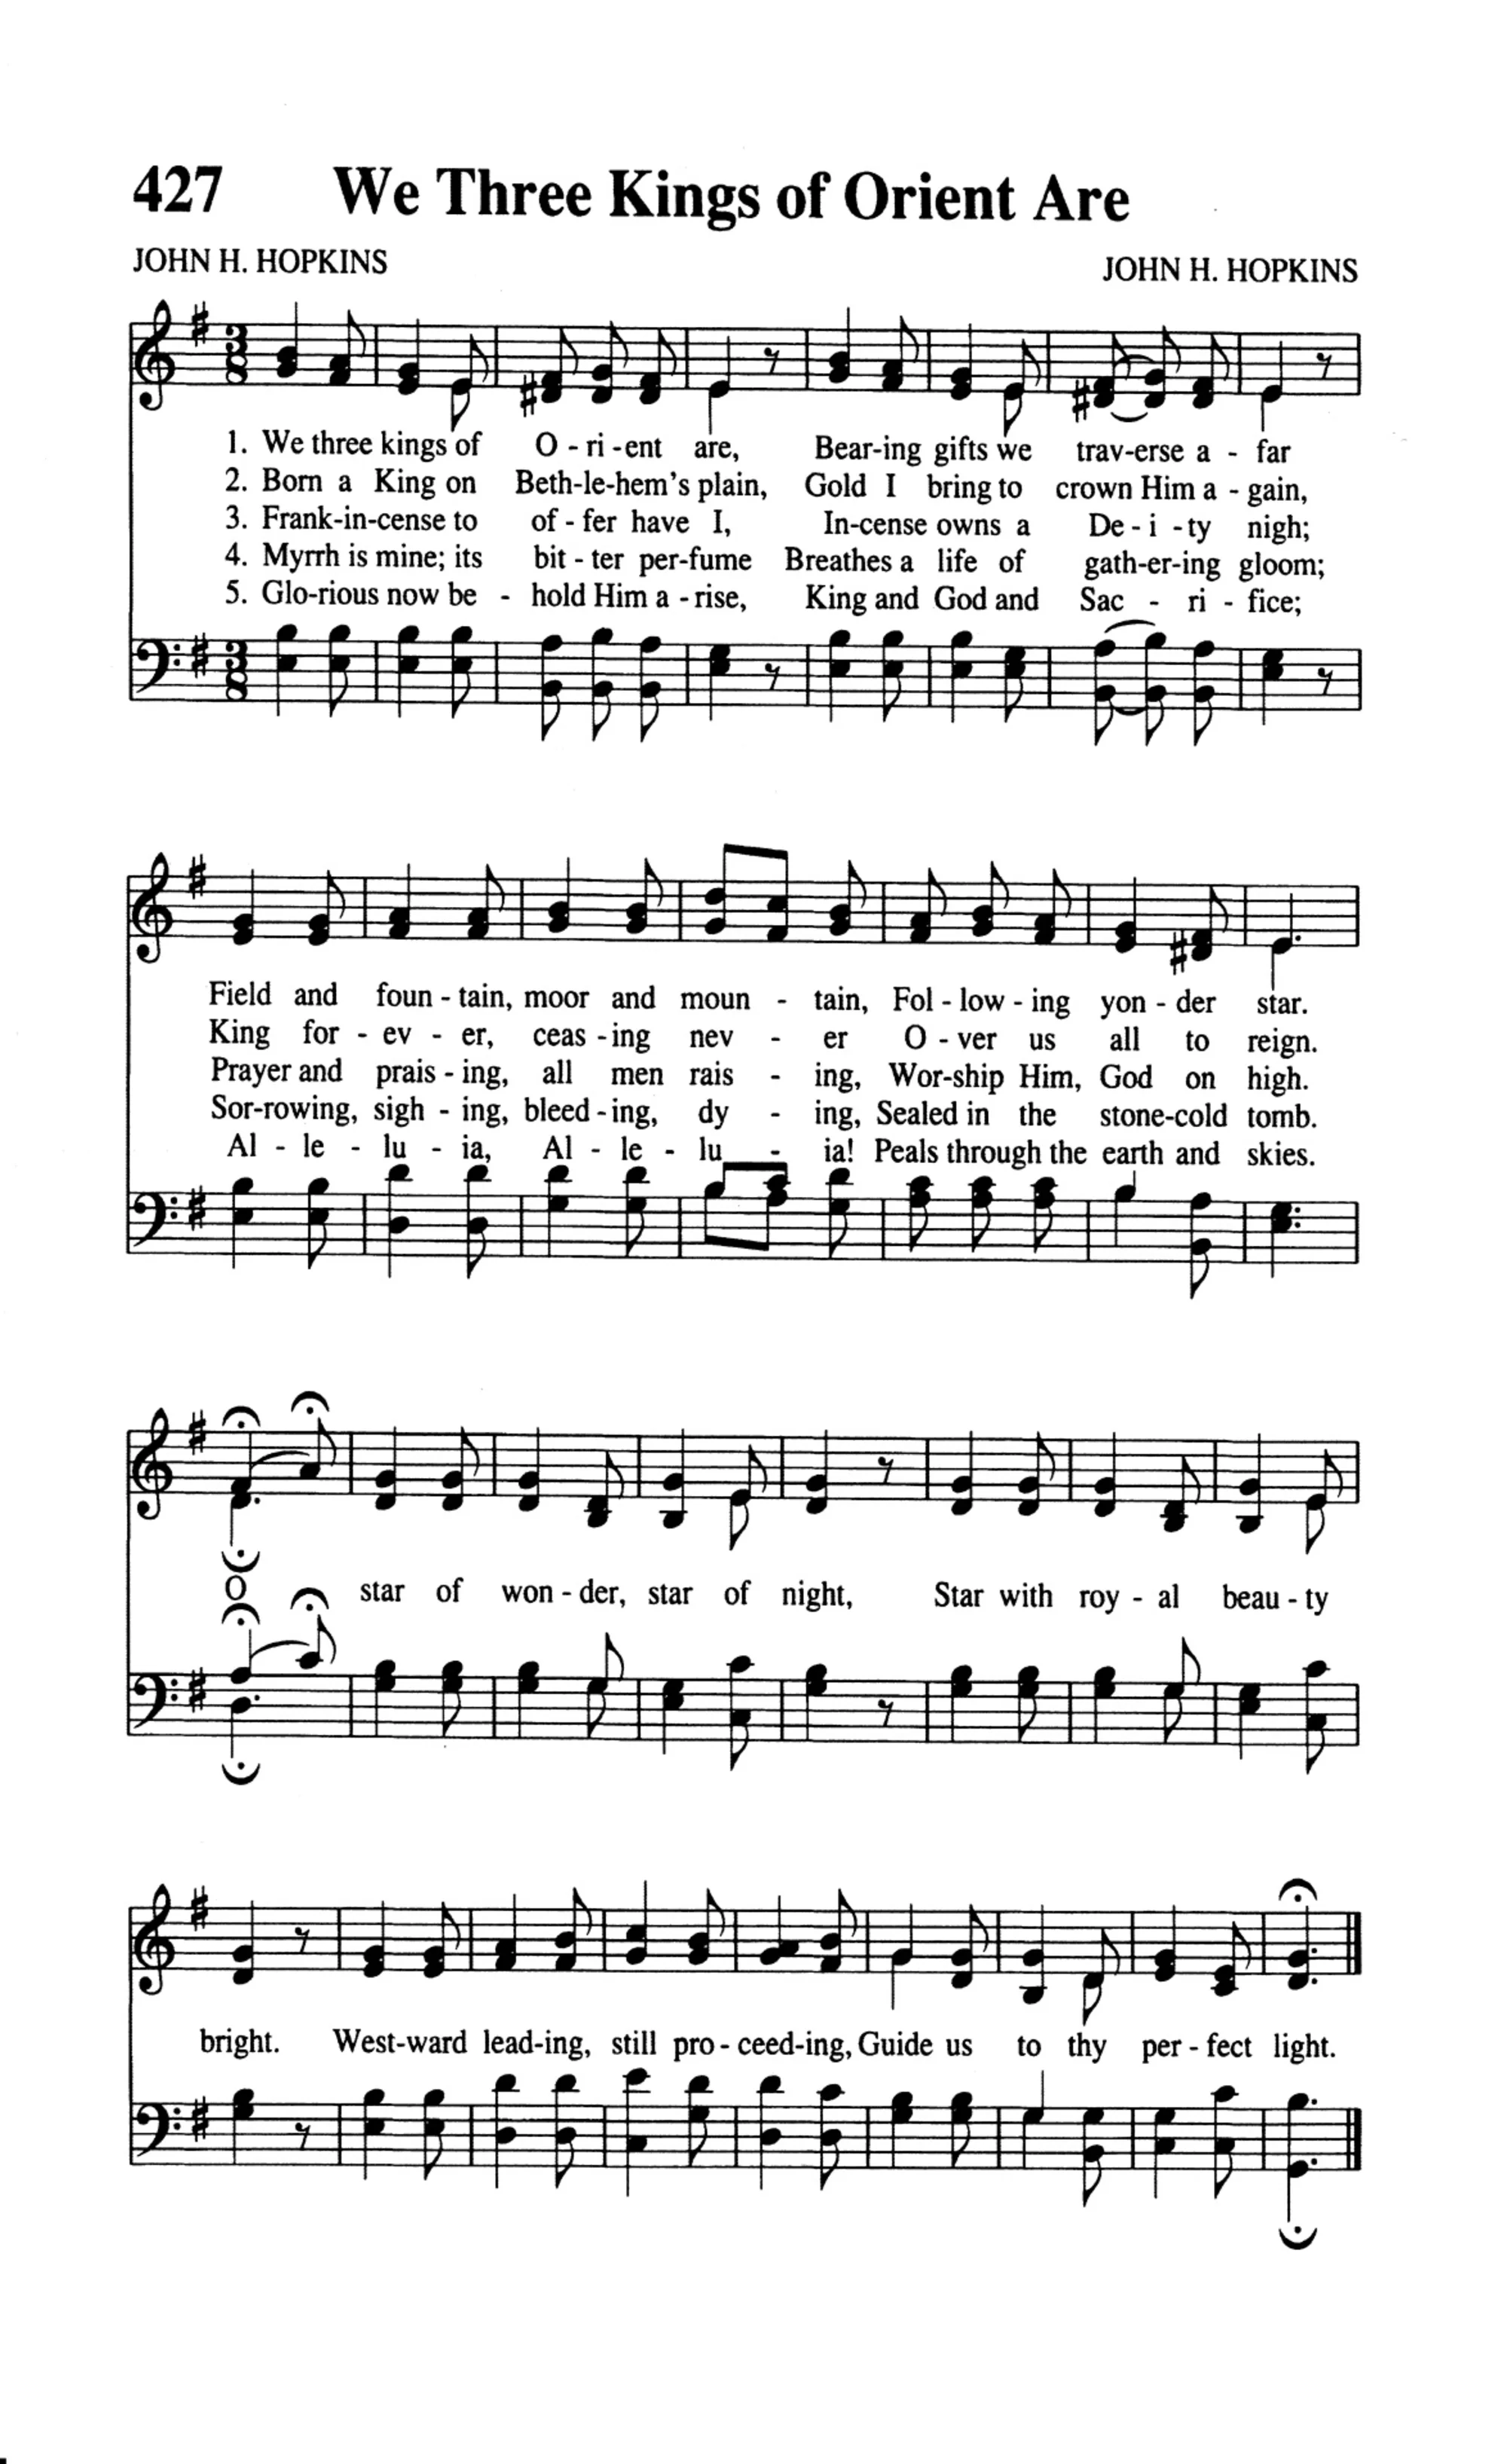 427 We Three Kings of Orient Are
JOHN H. HOPKINS JOHN H. HOPKINS
3 8
1. We three kings of O - ri - ent are, Bear-ing gifts we trav-erse a - far
2. Born a King on Beth-le-hem's plain, Gold I bring to crown Him a - gain,
3. Frank-in-cense to of - fer have I, In-cense owns a De - i - ty nigh;
4. Myrrh is mine; its bit - ter per-fume Breathes a life of gath-er-ing gloom;
5. Glo-rious now be - hold Him a - rise, King and God and Sac - ri - fice;
3 8
Field and foun - tain, moor and moun - tain, Fol - low - ing yon - der star.
King for - ev - er, ceas - ing nev - er O - ver us all to reign.
Prayer and prais - ing, all men rais - ing, Wor-ship Him, God on high.
Sor-rowing, sigh - ing, bleed - ing, dy - ing, Sealed in the stone-cold tomb.
Al - le - lu - ia, Al - le - lu - ia! Peals through the earth and skies.
O star of won - der, star of night, Star with roy - al beau - ty
bright. West-ward lead-ing, still pro - ceed-ing, Guide us to thy per - fect light.